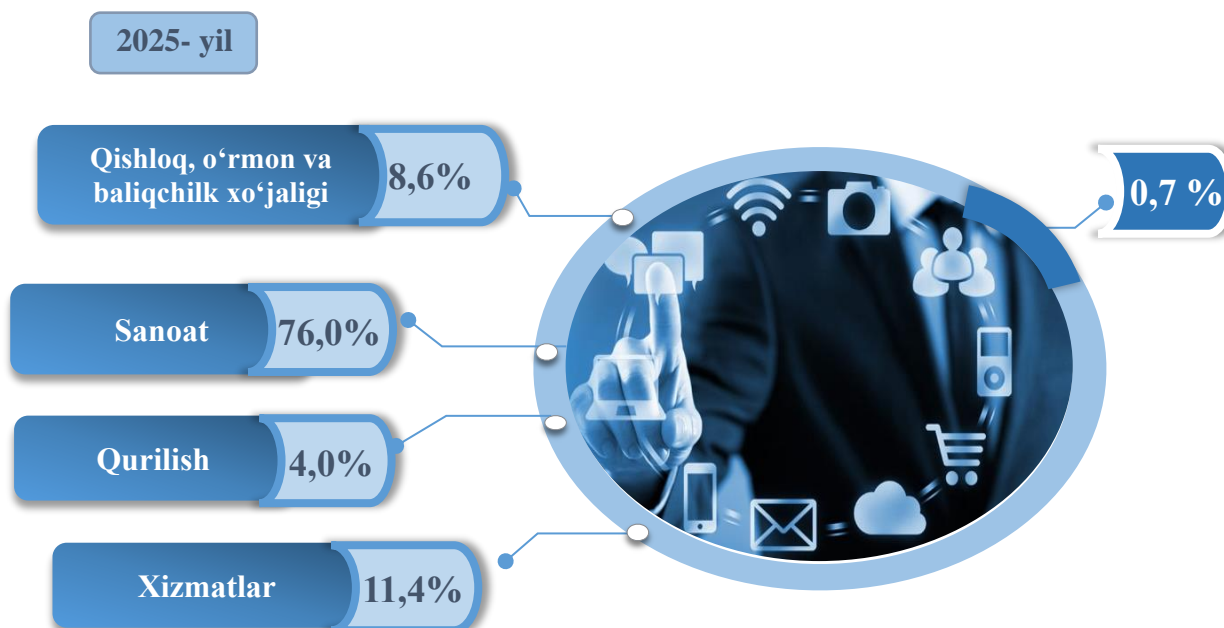 2025- yil
Qishloq, o‘rmon va
baliqchilk xo‘jaligi
8,6%
0,7 %
Sanoat
76,0%
Qurilish
4,0%
Xizmatlar
11,4%